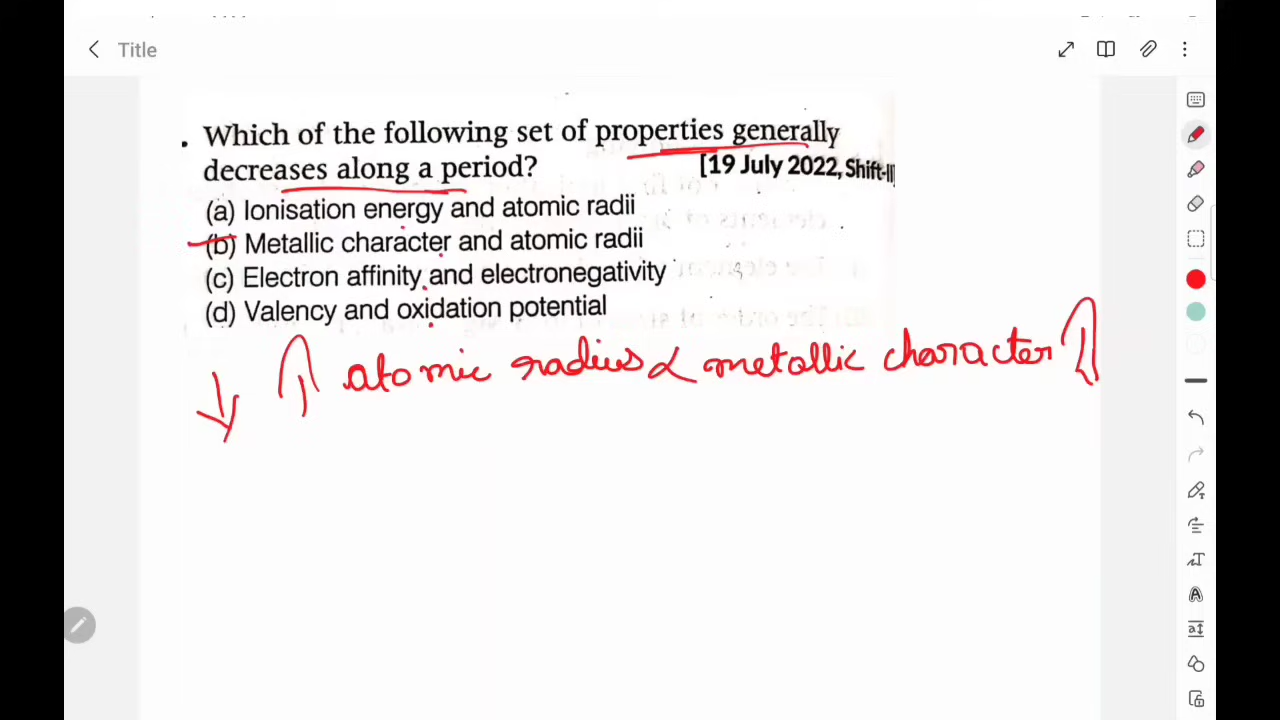 Title
. Which of the following set of properties generally
decreases along a period? [19 July 2022, Shift-II]
(a) Ionisation energy and atomic radii
(b) Metallic character and atomic radii
(c) Electron affinity and electronegativity
(d) Valency and oxidation potential
↓ ↑ atomic radius ∝ metallic character ↑